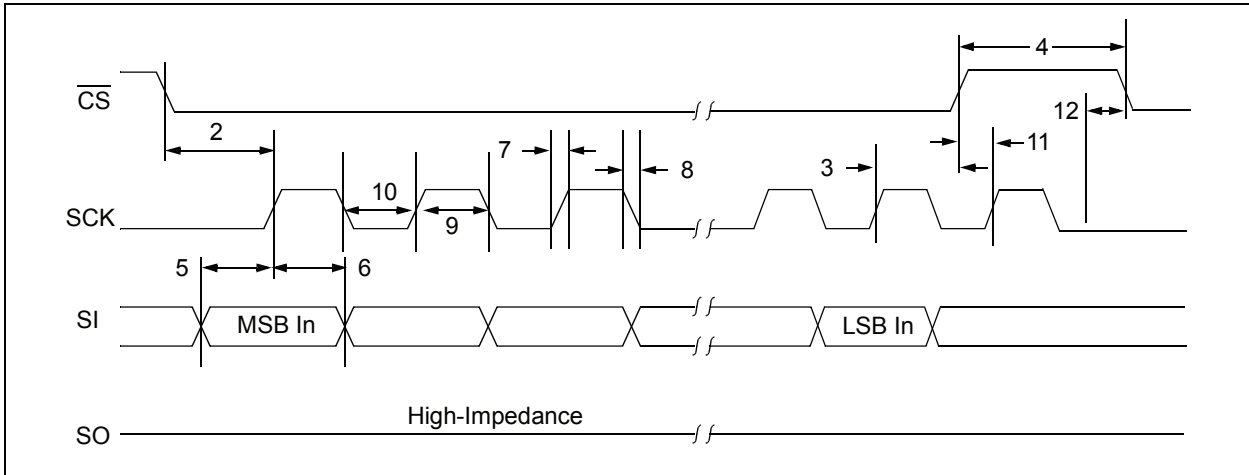 4
CS
12
2
11
7
3
8
10
SCK
9
5
6
SI
MSB In
LSB In
High-Impedance
SO